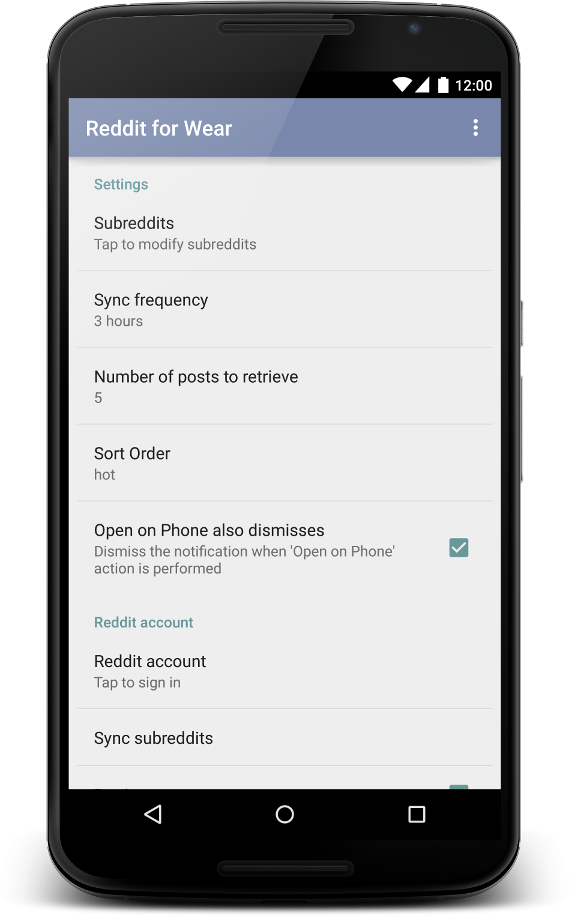 12:00
Reddit for Wear
Settings
Subreddits
Tap to modify subreddits
Sync frequency
3 hours
Number of posts to retrieve
5
Sort Order
hot
Open on Phone also dismisses
Dismiss the notification when 'Open on Phone'
action is performed
Reddit account
Reddit account
Tap to sign in
Sync subreddits